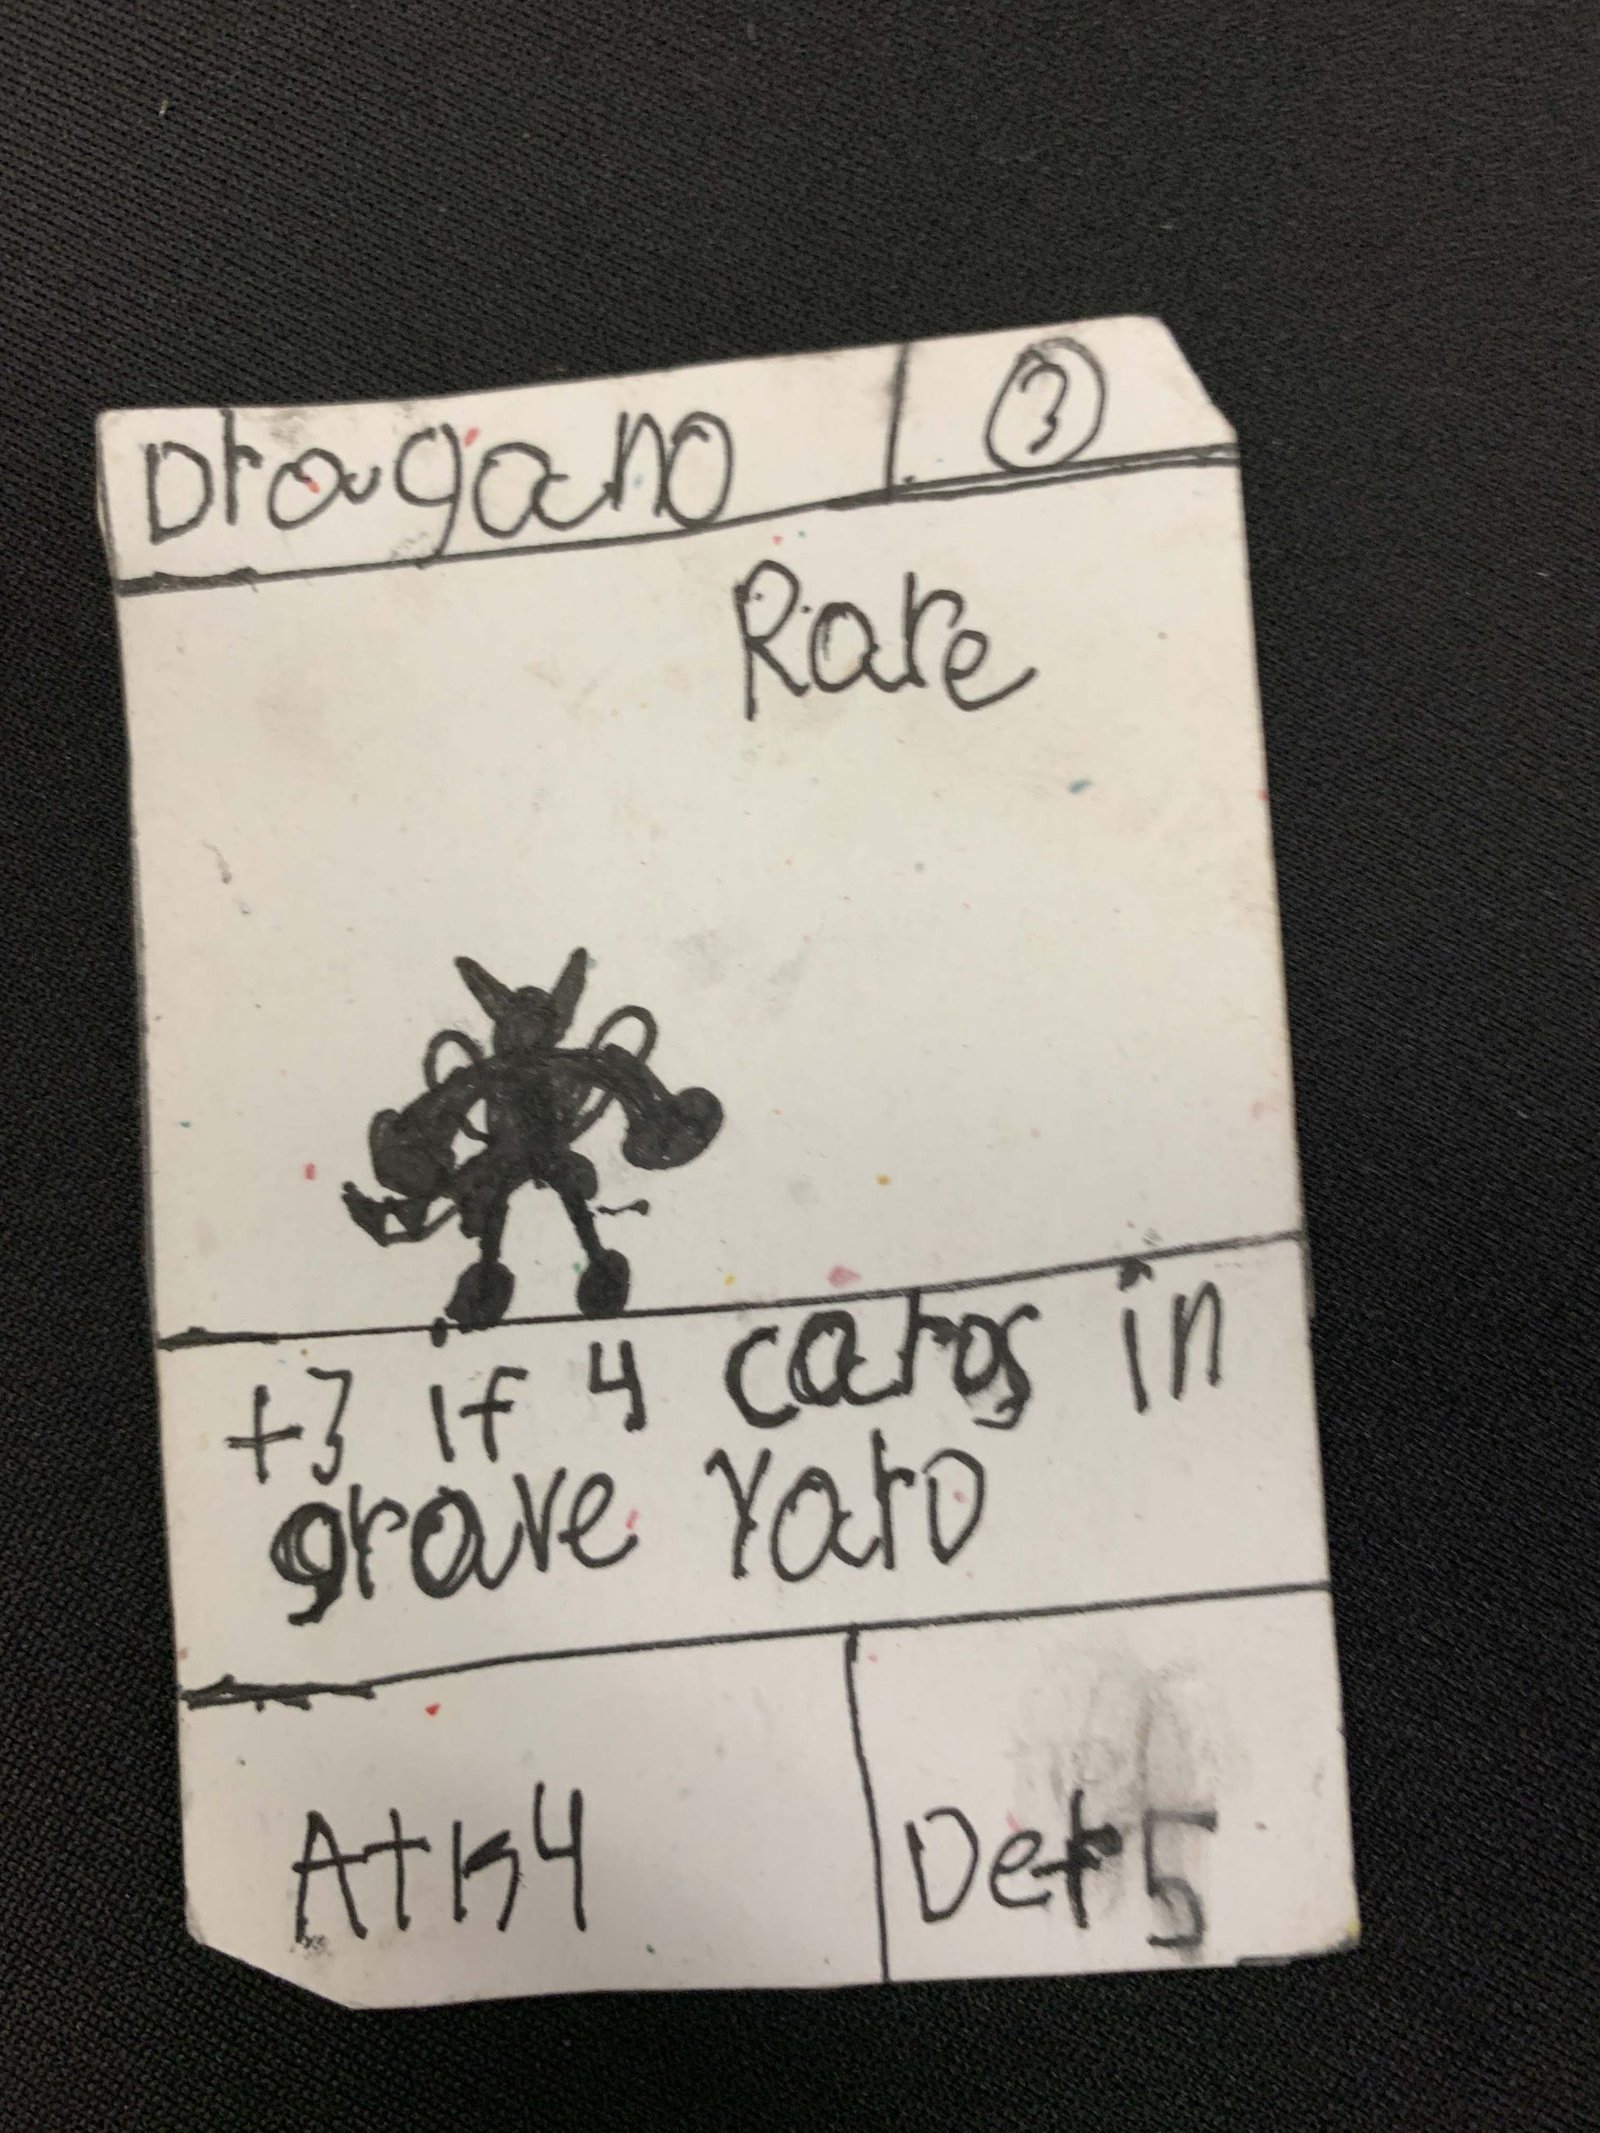 Dragano
3
Rare
+3 if 4 cards in
grave Yard
Atk4
Def5